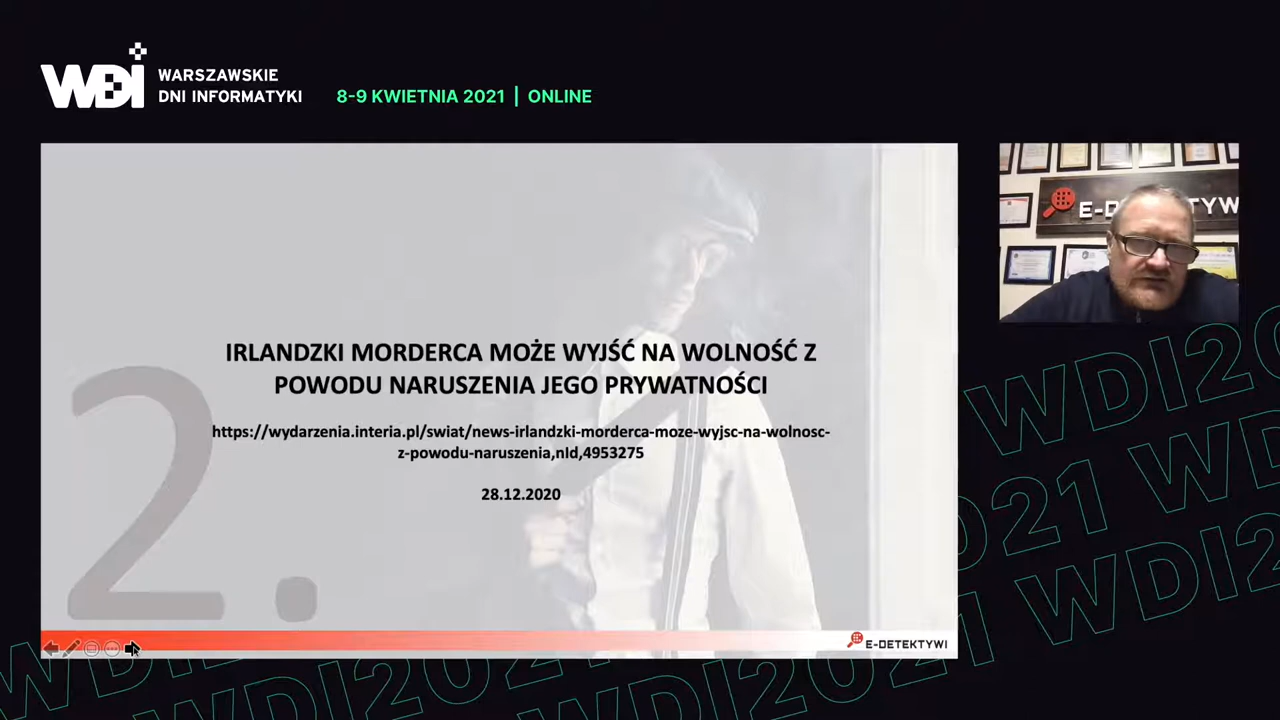 WDI WARSZAWSKIE
DNI INFORMATYKI
8-9 KWIETNIA 2021 | ONLINE
E-DETEKTYWI
2.
IRLANDZKI MORDERCA MOŻE WYJŚĆ NA WOLNOŚĆ Z
POWODU NARUSZENIA JEGO PRYWATNOŚCI
https://wydarzenia.interia.pl/swiat/news-irlandzki-morderca-moze-wyjsc-na-wolnosc-
z-powodu-naruszenia,nId,4953275
28.12.2020
E-DETEKTYWI
WDI2021 WDI2021